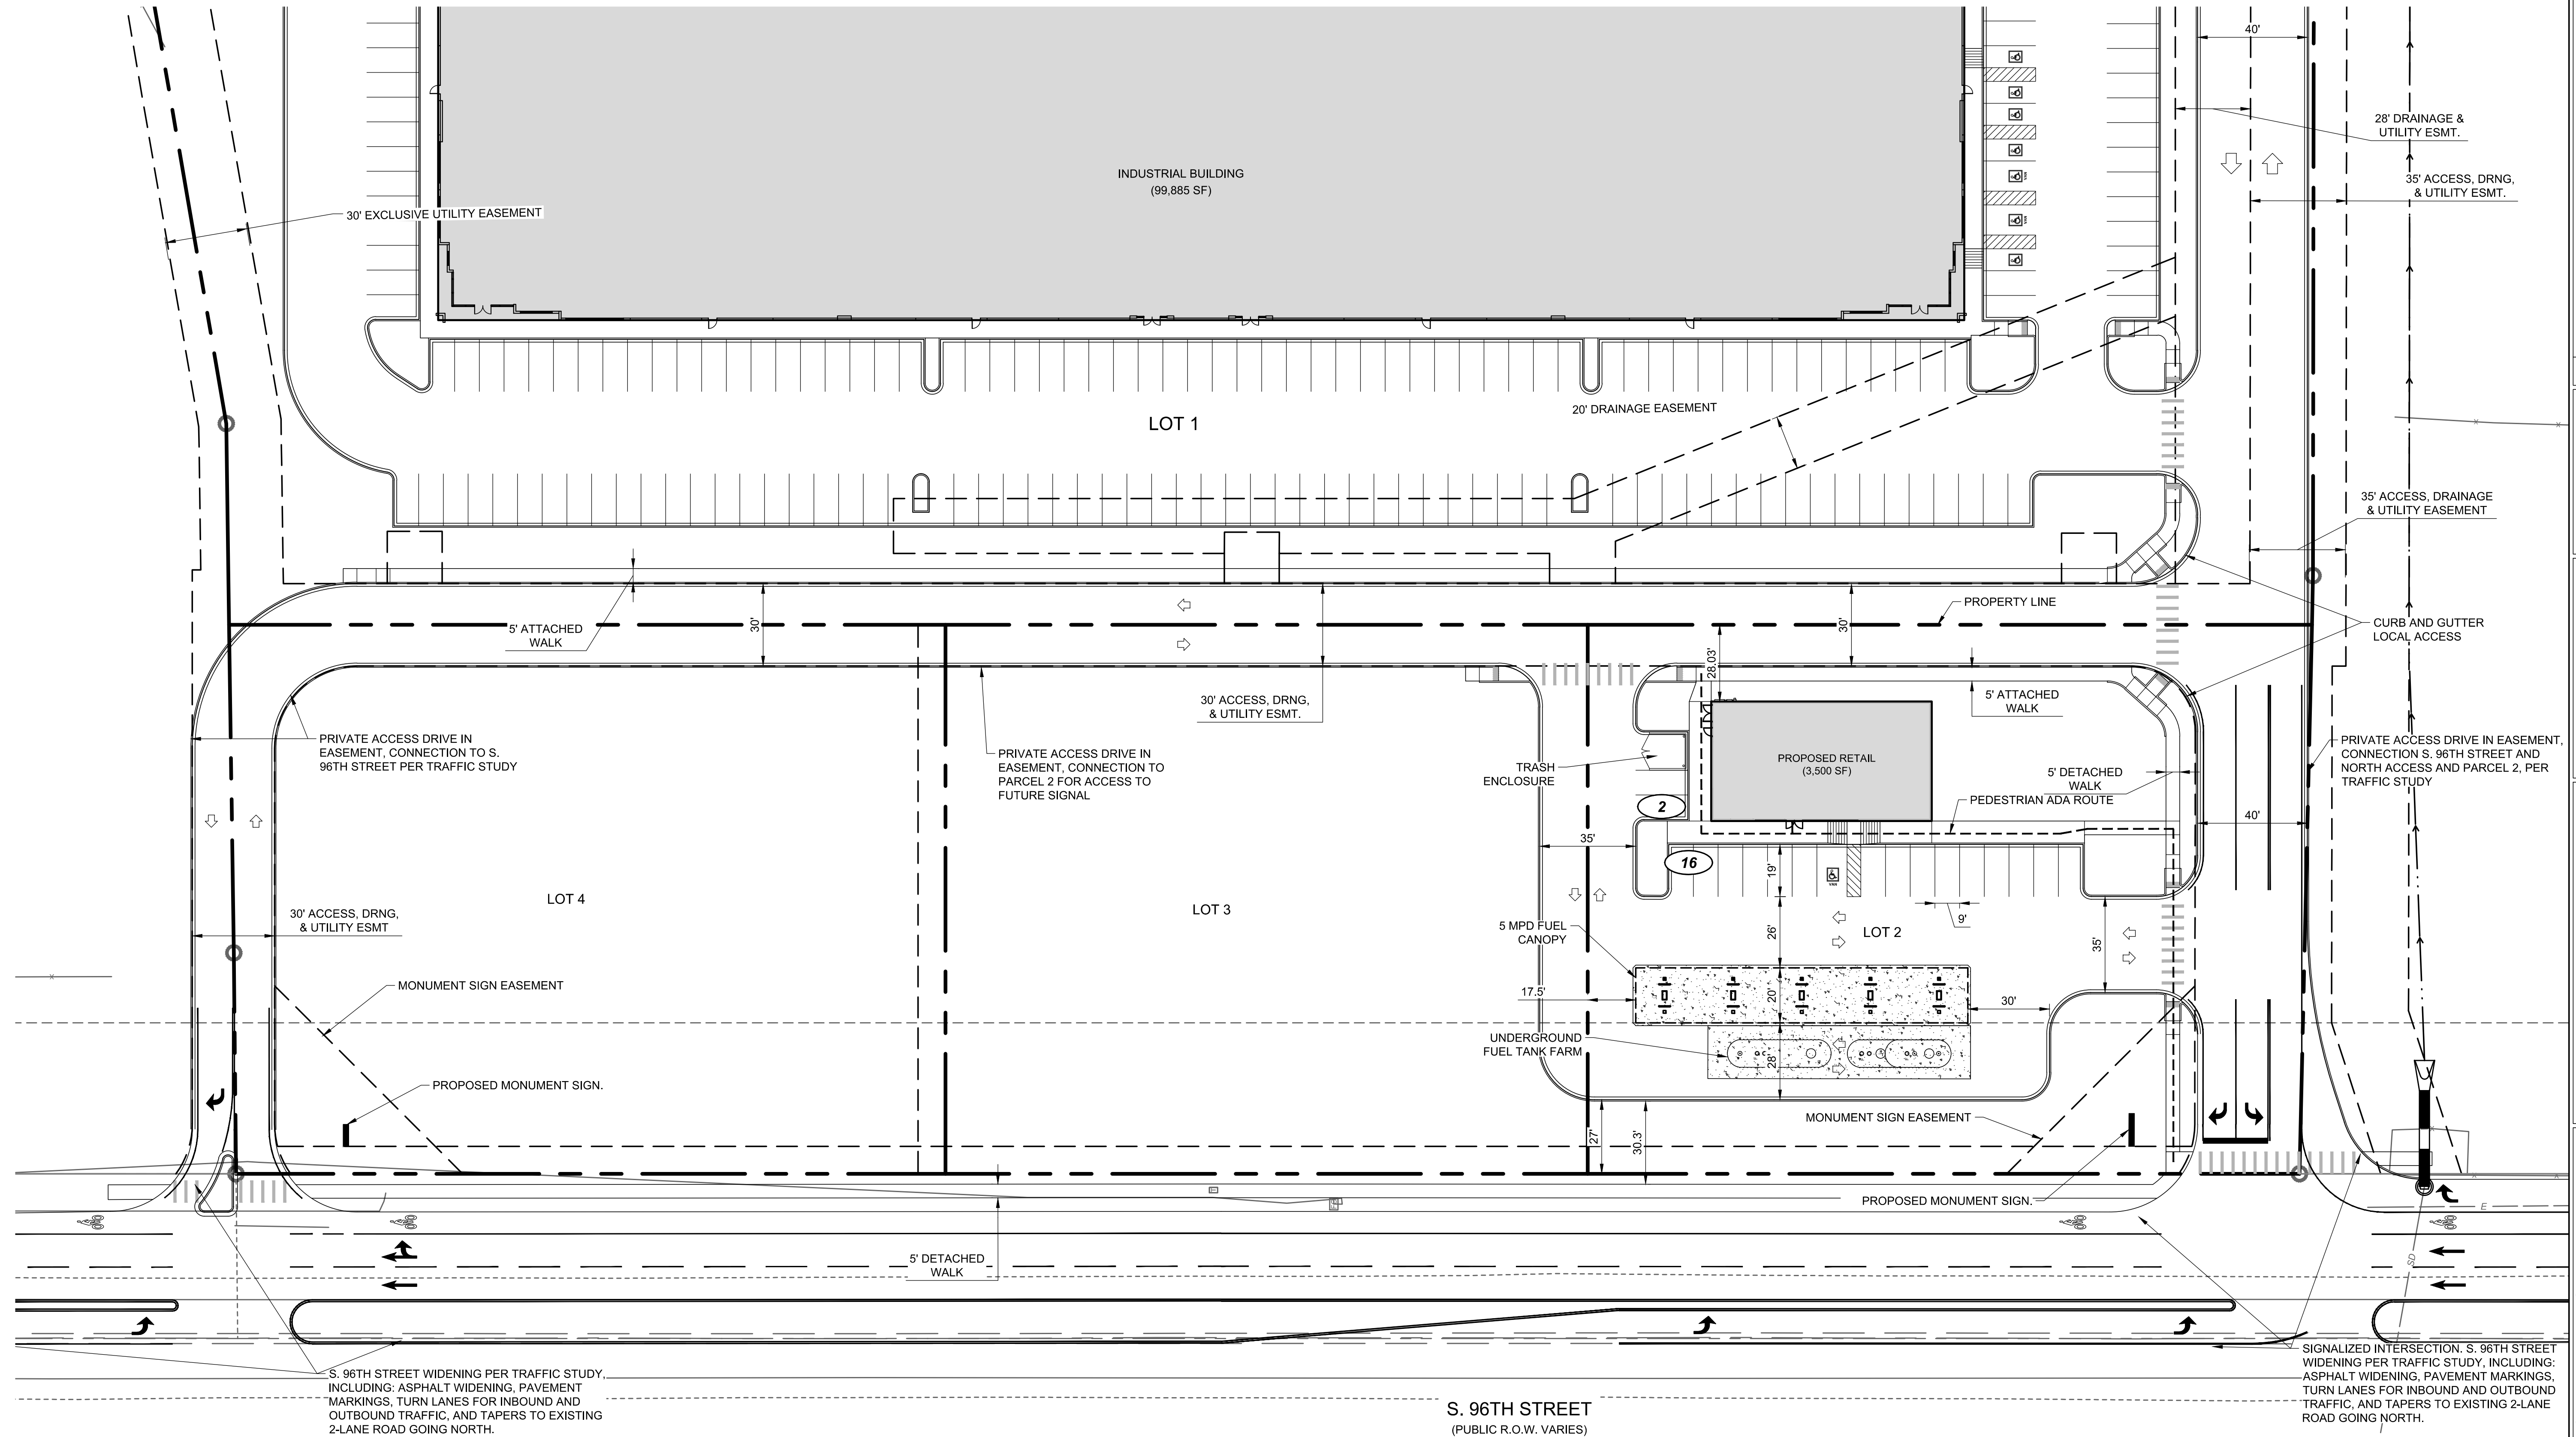 40'
28' DRAINAGE &
UTILITY ESMT.
INDUSTRIAL BUILDING
(99,885 SF)
35' ACCESS, DRNG,
& UTILITY ESMT.
30' EXCLUSIVE UTILITY EASEMENT
VAN
VAN
20' DRAINAGE EASEMENT
LOT 1
35' ACCESS, DRAINAGE
& UTILITY EASEMENT
PROPERTY LINE
5' ATTACHED
WALK
30'
30'
CURB AND GUTTER
LOCAL ACCESS
28.03'
30' ACCESS, DRNG,
& UTILITY ESMT.
5' ATTACHED
WALK
PRIVATE ACCESS DRIVE IN
EASEMENT, CONNECTION TO S.
96TH STREET PER TRAFFIC STUDY
PRIVATE ACCESS DRIVE IN
EASEMENT, CONNECTION TO
PARCEL 2 FOR ACCESS TO
FUTURE SIGNAL
TRASH
ENCLOSURE
PROPOSED RETAIL
(3,500 SF)
5' DETACHED
WALK
PRIVATE ACCESS DRIVE IN EASEMENT,
CONNECTION S. 96TH STREET AND
NORTH ACCESS AND PARCEL 2, PER
TRAFFIC STUDY
2
PEDESTRIAN ADA ROUTE
40'
35'
16
19'
VAN
LOT 4
LOT 3
30' ACCESS, DRNG,
& UTILITY ESMT
9'
5 MPD FUEL
CANOPY
26'
LOT 2
35'
MONUMENT SIGN EASEMENT
17.5'
20'
30'
UNDERGROUND
FUEL TANK FARM
28'
PROPOSED MONUMENT SIGN.
MONUMENT SIGN EASEMENT
27'
30.3'
PROPOSED MONUMENT SIGN.
E
5' DETACHED
WALK
SD
S. 96TH STREET WIDENING PER TRAFFIC STUDY,
INCLUDING: ASPHALT WIDENING, PAVEMENT
MARKINGS, TURN LANES FOR INBOUND AND
OUTBOUND TRAFFIC, AND TAPERS TO EXISTING
2-LANE ROAD GOING NORTH.
S. 96TH STREET
(PUBLIC R.O.W. VARIES)
SIGNALIZED INTERSECTION. S. 96TH STREET
WIDENING PER TRAFFIC STUDY, INCLUDING:
ASPHALT WIDENING, PAVEMENT MARKINGS,
TURN LANES FOR INBOUND AND OUTBOUND
TRAFFIC, AND TAPERS TO EXISTING 2-LANE
ROAD GOING NORTH.